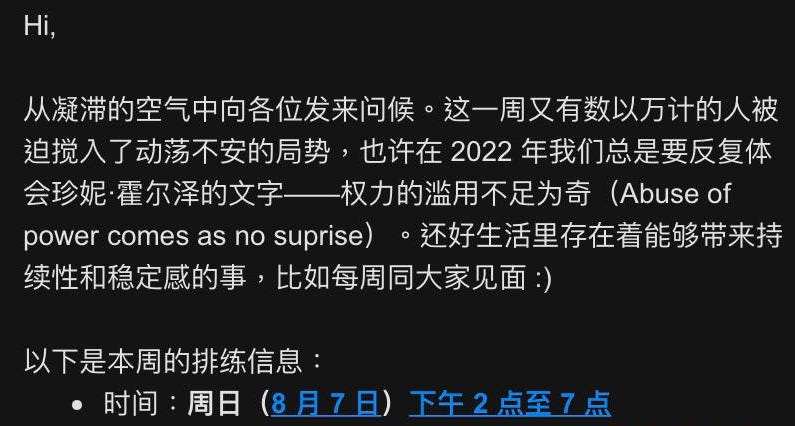 Hi,
从凝滞的空气中向各位发来问候。这一周又有数以万计的人被
迫搅入了动荡不安的局势，也许在 2022 年我们总是要反复体
会珍妮·霍尔泽的文字——权力的滥用不足为奇（Abuse of
power comes as no suprise）。还好生活里存在着能够带来持
续性和稳定感的事，比如每周同大家见面 :)
以下是本周的排练信息：
• 时间：周日（8 月 7 日）下午 2 点至 7 点